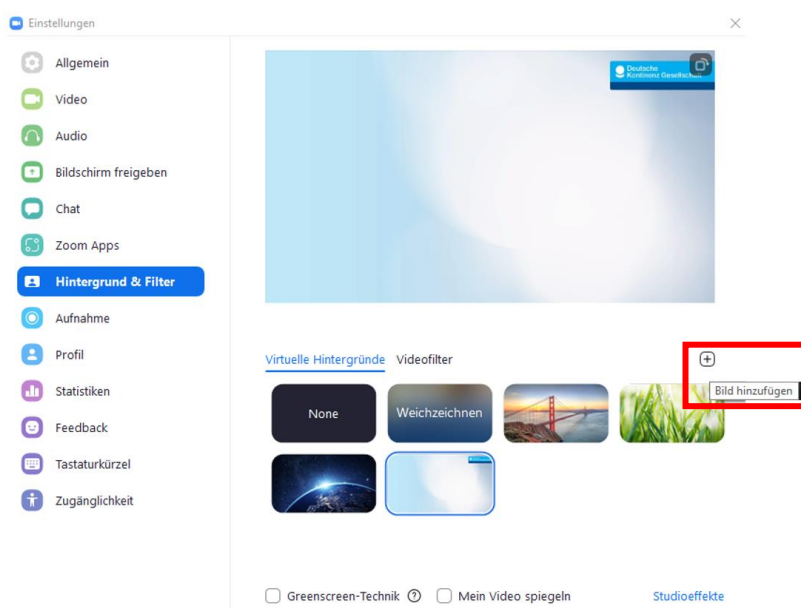 Einstellungen
Allgemein
Video
Audio
Bildschirm freigeben
Chat
Zoom Apps
Hintergrund & Filter
Aufnahme
Profil
Statistiken
Feedback
Tastaturkürzel
Zugänglichkeit
Deutsche
Kontinenz Gesellschaft
Virtuelle Hintergründe Videofilter
Bild hinzufügen
None
Weichzeichnen
Greenscreen-Technik Mein Video spiegeln Studioeffekte